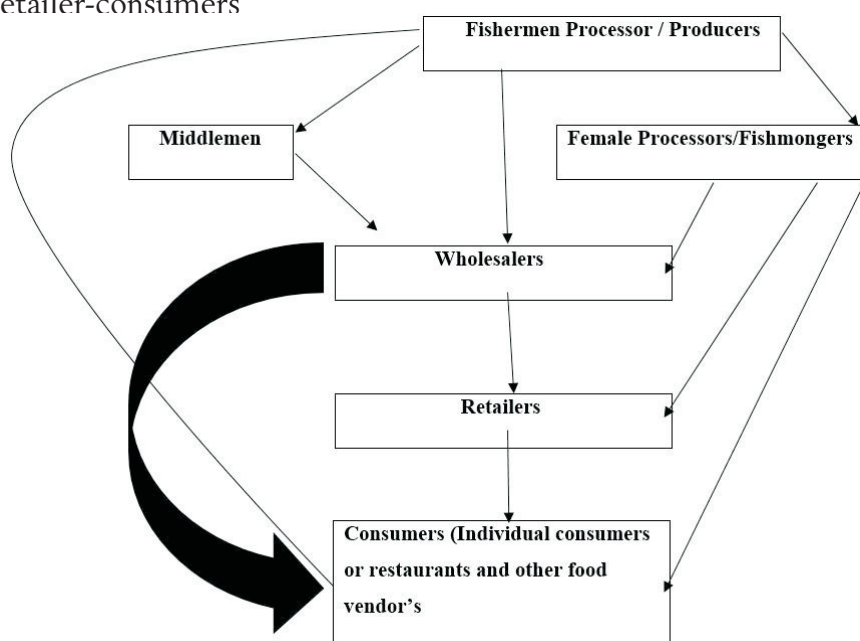 etailer-consumers
Fishermen Processor / Producers
Middlemen
Female Processors/Fishmongers
Wholesalers
Retailers
Consumers (Individual consumers
or restaurants and other food
vendor's